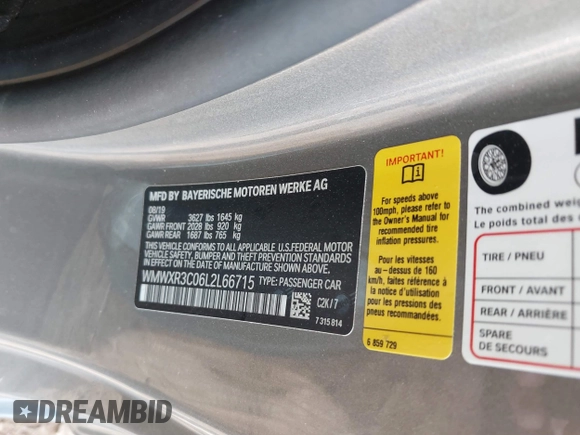 MFD BY BAYERISCHE MOTOREN WERKE AG
08/19
GVWR 3627 lbs 1645 kg
GAWR FRONT 2028 lbs 920 kg
GAWR REAR 1687 lbs 765 kg
THIS VEHICLE CONFORMS TO ALL APPLICABLE U.S.FEDERAL MOTOR
VEHICLE SAFETY, BUMPER, AND THEFT PREVENTION STANDARDS
IN EFFECT ON THE DATE OF MANUFACTURE SHOWN ABOVE.
WMWXR3C06L2L66715 TYPE: PASSENGER CAR
C2K/7
7 315 814
IMPORTANT!
For speeds above
100mph, please refer to
the Owner's Manual for
recommended tire
inflation pressures.
Pour les vitesses
au-dessus de 160
km/h, faites référence
à la notice d'utilisation
pour les pressions des
pneus recommendées.
6 859 729
The combined weight
Le poids total des
TIRE / PNEU
FRONT / AVANT
REAR / ARRIÈRE
SPARE
DE SECOURS
DREAMBID